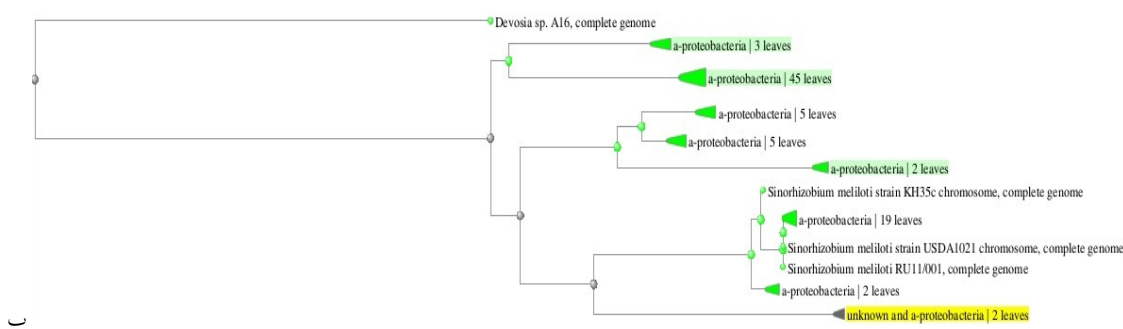 Devosia sp. A16, complete genome
a-proteobacteria | 3 leaves
a-proteobacteria | 45 leaves
a-proteobacteria | 5 leaves
a-proteobacteria | 5 leaves
a-proteobacteria | 2 leaves
Sinorhizobium meliloti strain KH35c chromosome, complete genome
a-proteobacteria | 19 leaves
Sinorhizobium meliloti strain USDA1021 chromosome, complete genome
Sinorhizobium meliloti RU11/001, complete genome
a-proteobacteria | 2 leaves
unknown and a-proteobacteria | 2 leaves
ب